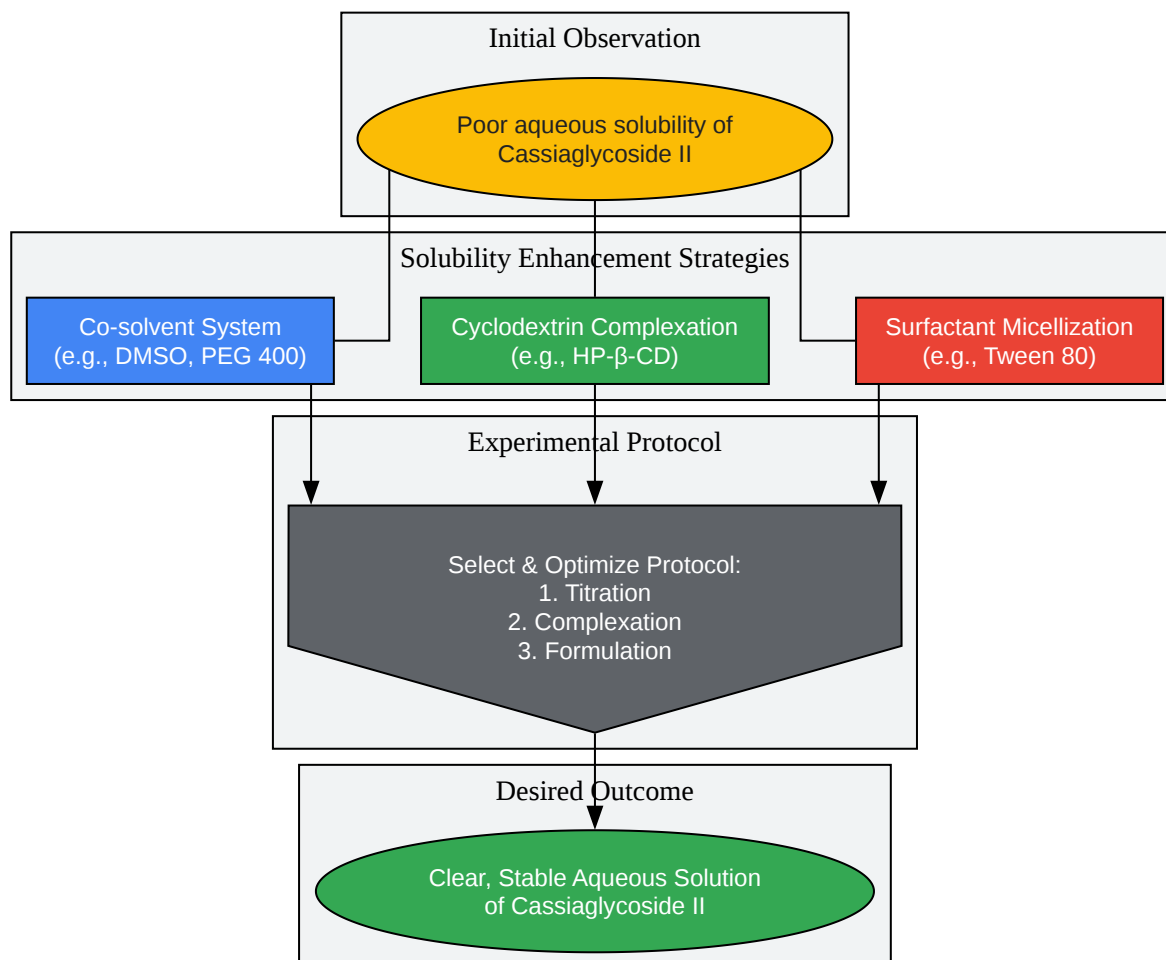 Initial Observation
Poor aqueous solubility of
Cassiaglycoside II
Solubility Enhancement Strategies
Co-solvent System
(e.g., DMSO, PEG 400)
Cyclodextrin Complexation
(e.g., HP-β-CD)
Surfactant Micellization
(e.g., Tween 80)
Experimental Protocol
Select & Optimize Protocol:
1. Titration
2. Complexation
3. Formulation
Desired Outcome
Clear, Stable Aqueous Solution
of Cassiaglycoside II